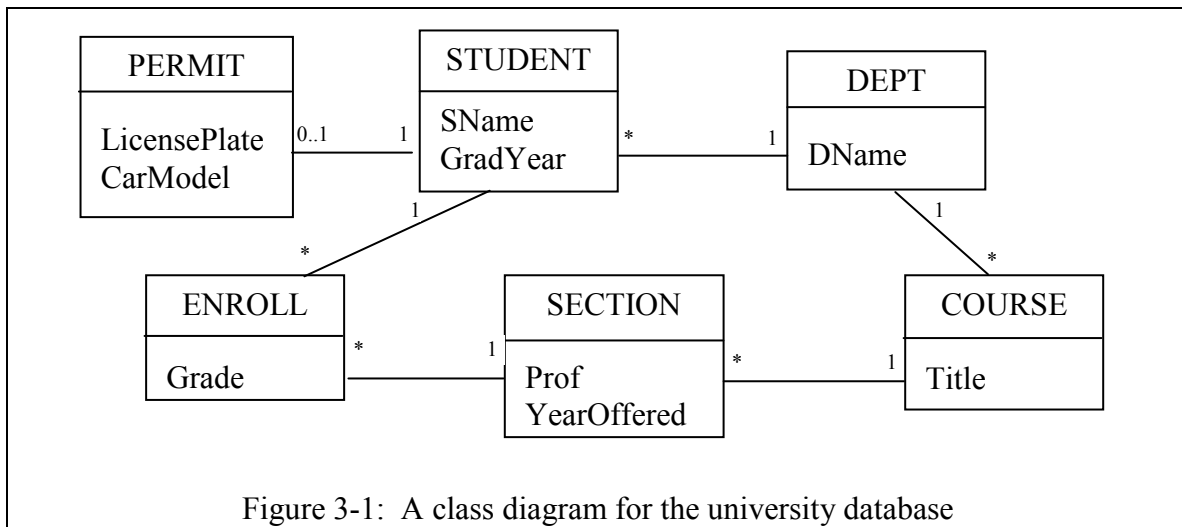 PERMIT
LicensePlate
CarModel
0..1
1
STUDENT
SName
GradYear
*
1
DEPT
DName
1
*
1
*
ENROLL
Grade
*
1
SECTION
Prof
YearOffered
*
1
COURSE
Title
Figure 3-1: A class diagram for the university database